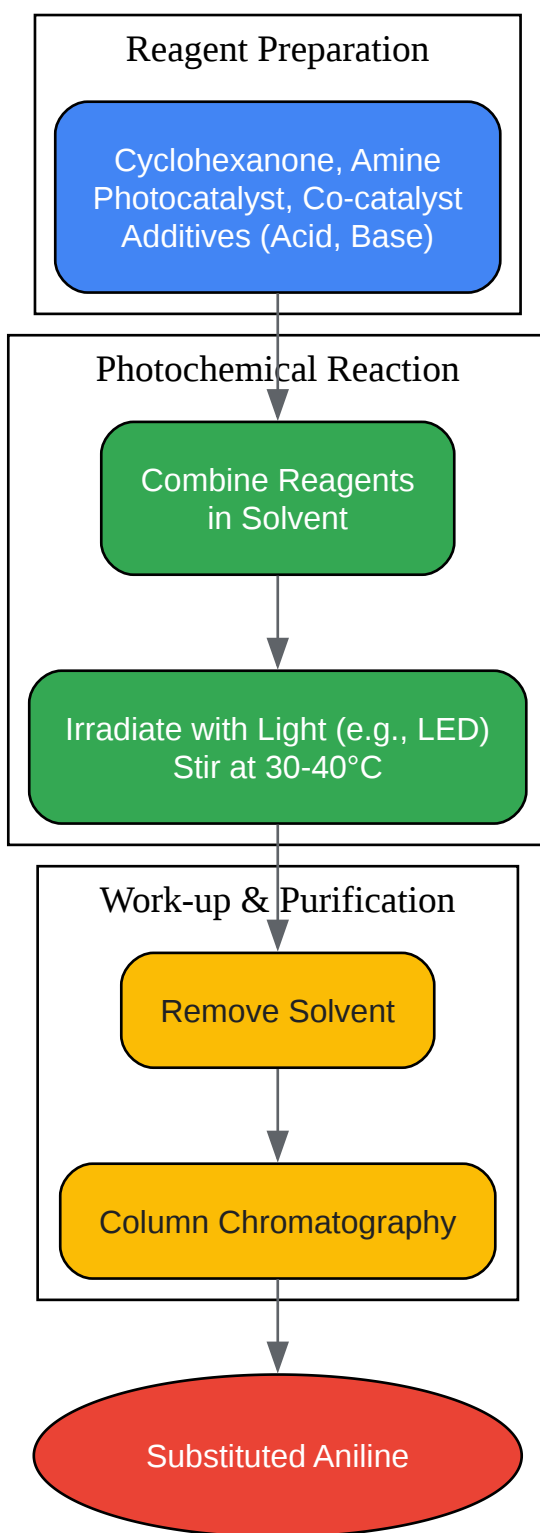 Reagent Preparation
Cyclohexanone, Amine
Photocatalyst, Co-catalyst
Additives (Acid, Base)
Photochemical Reaction
Combine Reagents
in Solvent
Irradiate with Light (e.g., LED)
Stir at 30-40°C
Work-up & Purification
Remove Solvent
Column Chromatography
Substituted Aniline